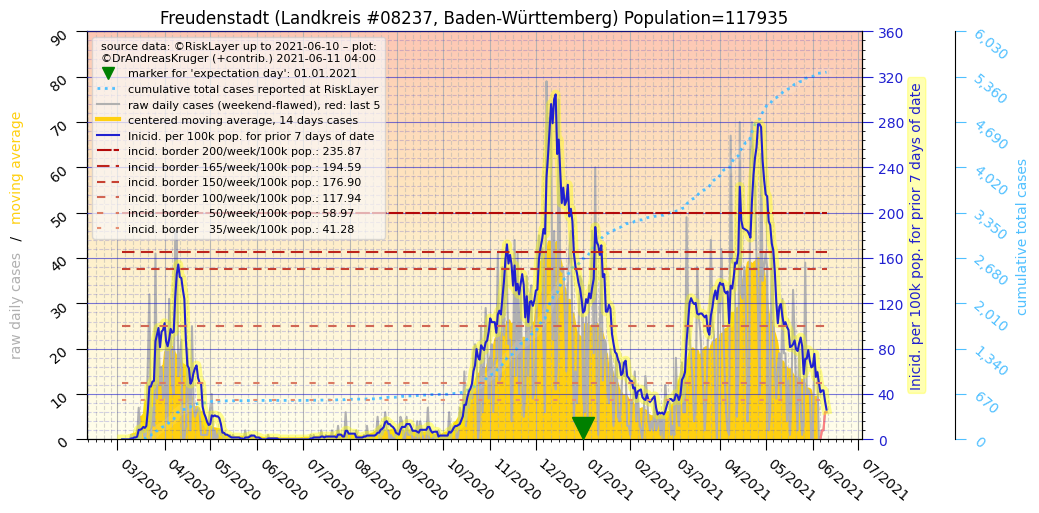 Freudenstadt (Landkreis #08237, Baden-Württemberg) Population=117935
source data: ©RiskLayer up to 2021-06-10 – plot:
©DrAndreasKruger (+contrib.) 2021-06-11 04:00
marker for 'expectation day': 01.01.2021
cumulative total cases reported at RiskLayer
raw daily cases (weekend-flawed), red: last 5
centered moving average, 14 days cases
Inicid. per 100k pop. for prior 7 days of date
incid. border 200/week/100k pop.: 235.87
incid. border 165/week/100k pop.: 194.59
incid. border 150/week/100k pop.: 176.90
incid. border 100/week/100k pop.: 117.94
incid. border   50/week/100k pop.: 58.97
incid. border   35/week/100k pop.: 41.28
raw daily cases  /  moving average
90
80
70
60
50
40
30
20
10
0
360
320
280
240
200
160
120
80
40
0
Inicid. per 100k pop. for prior 7 days of date
6,030
5,360
4,690
4,020
3,350
2,680
2,010
1,340
670
0
cumulative total cases
03/2020
04/2020
05/2020
06/2020
07/2020
08/2020
09/2020
10/2020
11/2020
12/2020
01/2021
02/2021
03/2021
04/2021
05/2021
06/2021
07/2021